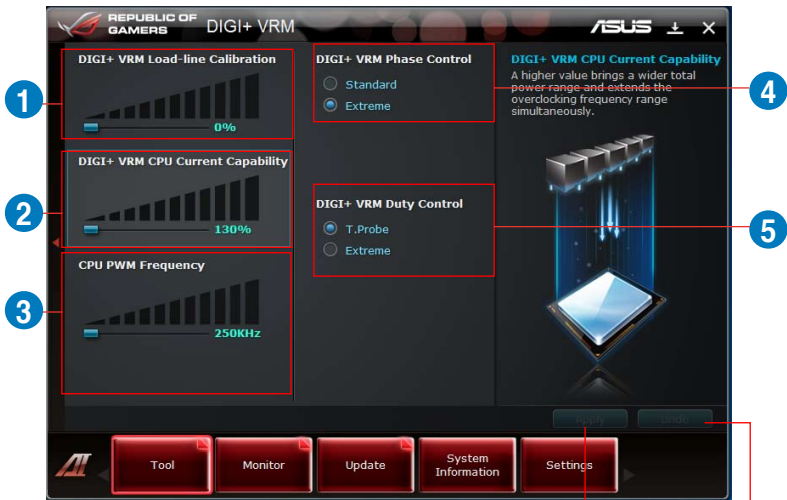 REPUBLIC OF
GAMERS
DIGI+ VRM
ASUS
DIGI+ VRM Load-line Calibration
0%
1
DIGI+ VRM CPU Current Capability
130%
2
CPU PWM Frequency
250KHz
3
DIGI+ VRM Phase Control
Standard
Extreme
4
DIGI+ VRM Duty Control
T.Probe
Extreme
5
DIGI+ VRM CPU Current Capability
A higher value brings a wider total
power range and extends the
overclocking frequency range
simultaneously.
Apply
Undo
AI
Tool
Monitor
Update
System
Information
Settings